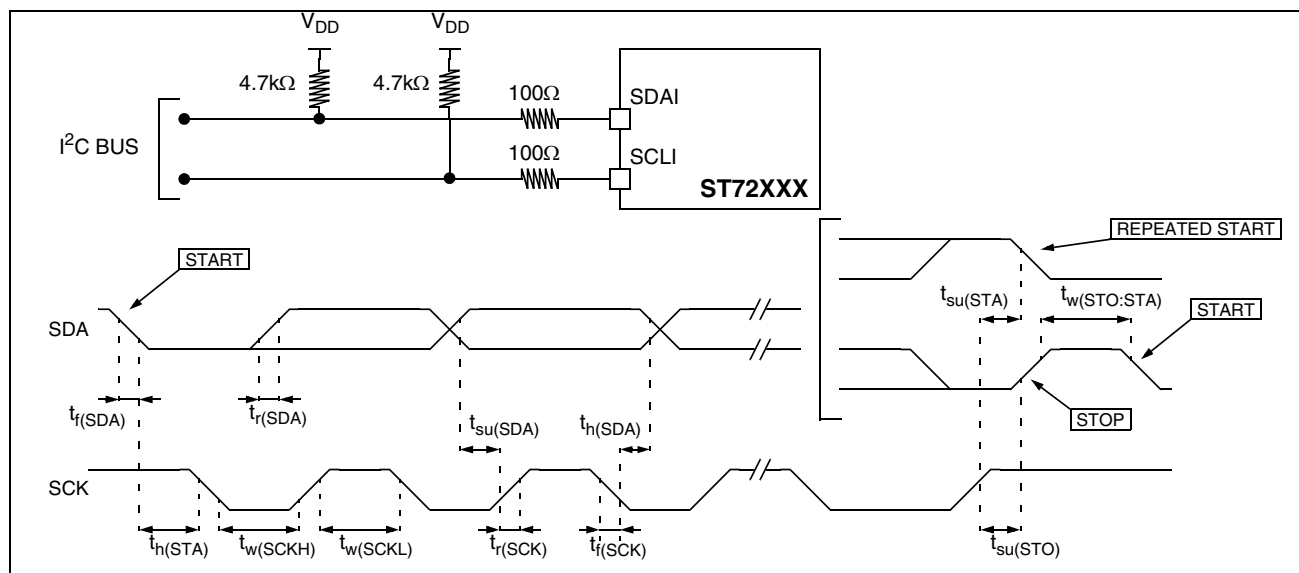 VDD VDD
4.7kΩ 4.7kΩ
100Ω SDAI
I²C BUS
100Ω SCLI
ST72XXX
REPEATED START
START
tsu(STA) tw(STO:STA)
START
SDA
tf(SDA) tr(SDA) tsu(SDA) th(SDA)
STOP
SCK
th(STA) tw(SCKH) tw(SCKL) tr(SCK) tf(SCK) tsu(STO)